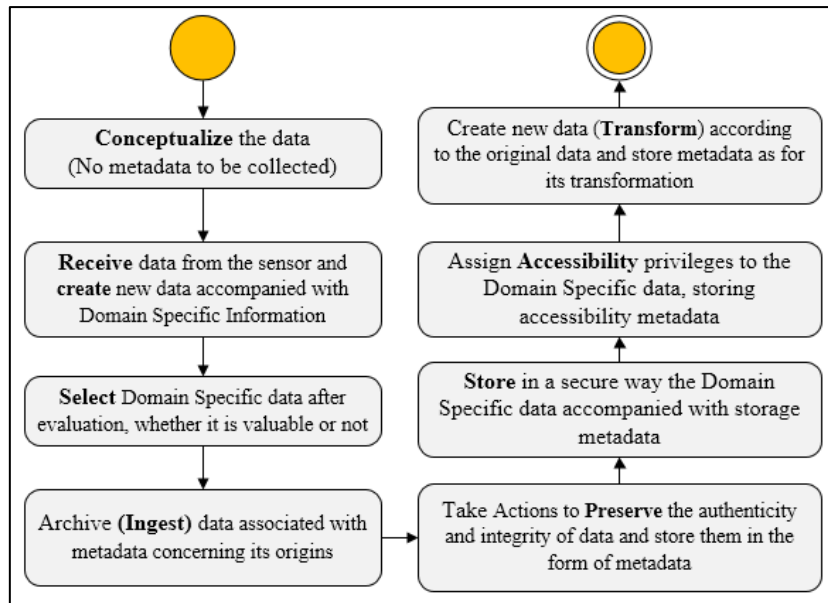 Conceptualize the data
(No metadata to be collected)
Receive data from the sensor and
create new data accompanied with
Domain Specific Information
Select Domain Specific data after
evaluation, whether it is valuable or not
Archive (Ingest) data associated with
metadata concerning its origins
Take Actions to Preserve the authenticity
and integrity of data and store them in the
form of metadata
Store in a secure way the Domain
Specific data accompanied with storage
metadata
Assign Accessibility privileges to the
Domain Specific data, storing
accessibility metadata
Create new data (Transform) according
to the original data and store metadata as for
its transformation